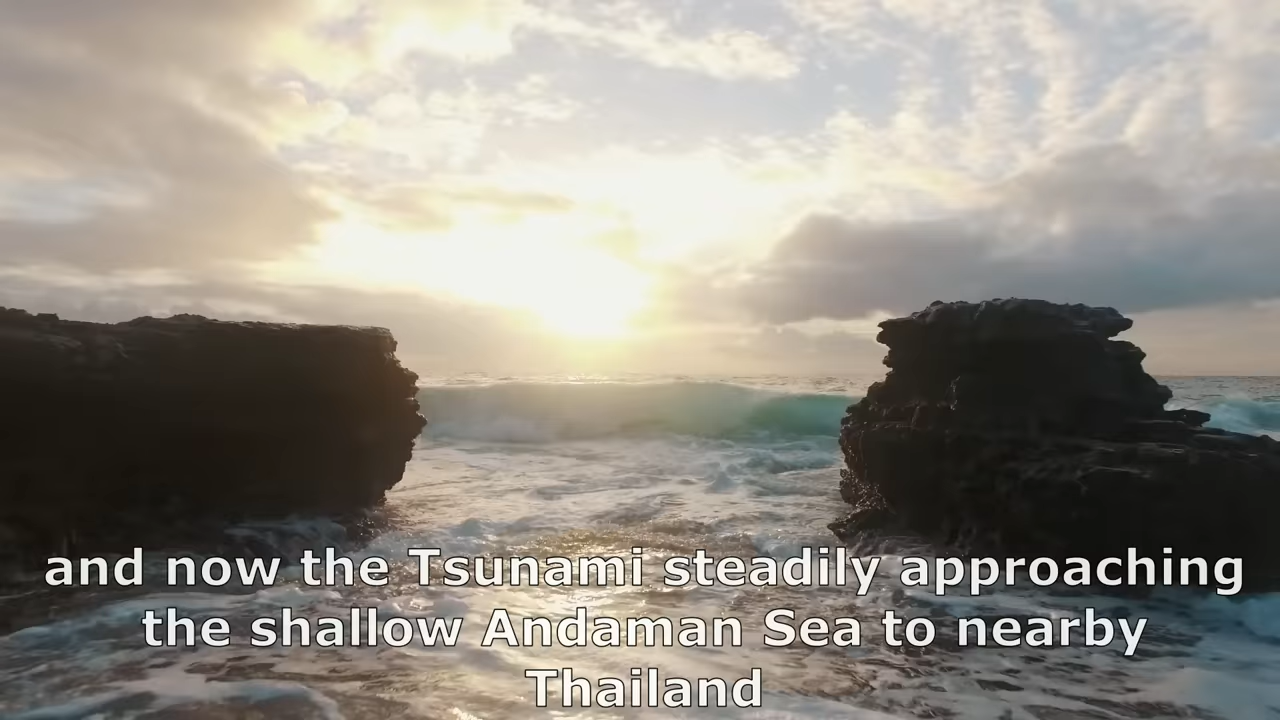 and now the Tsunami steadily approaching
the shallow Andaman Sea to nearby
Thailand